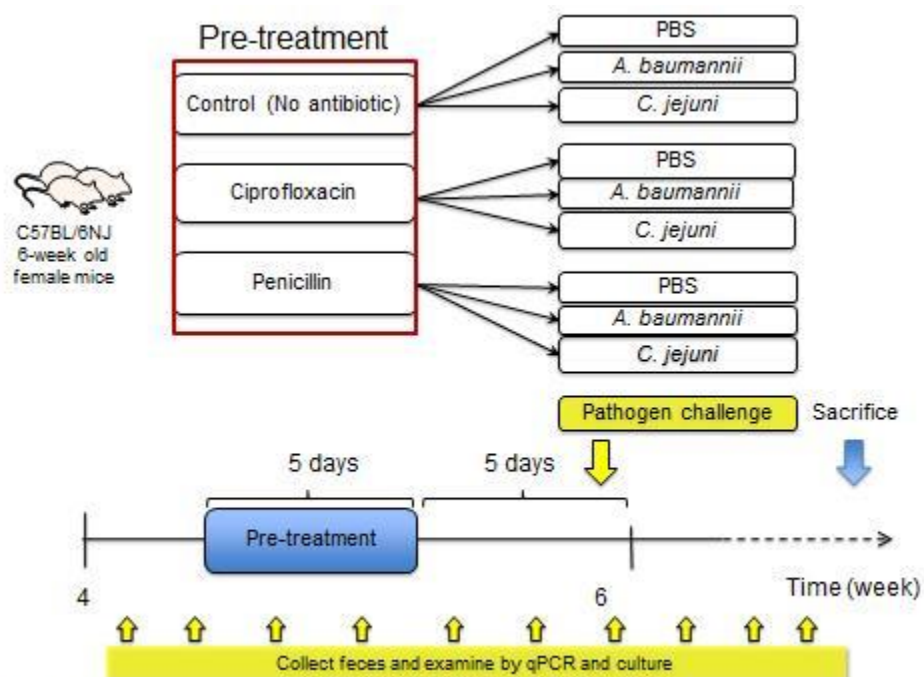 Pre-treatment
PBS
A. baumannii
C. jejuni
Control (No antibiotic)
C57BL/6NJ
6-week old
female mice
Ciprofloxacin
PBS
A. baumannii
C. jejuni
Penicillin
PBS
A. baumannii
C. jejuni
Pathogen challenge
Sacrifice
5 days
5 days
Pre-treatment
4
6
Time (week)
Collect feces and examine by qPCR and culture